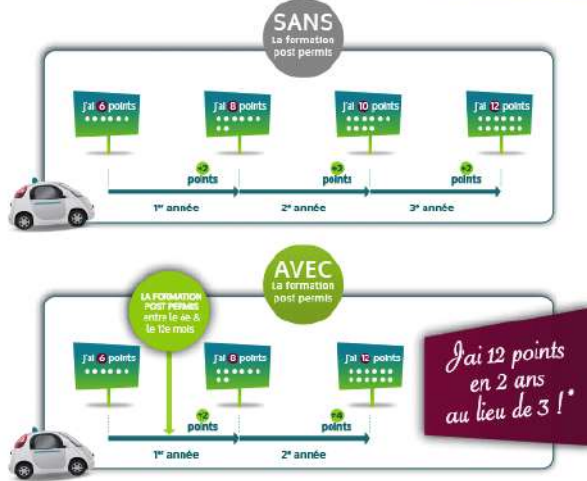 SANS
La formation
post permis
J'ai 6 points
J'ai 8 points
J'ai 10 points
J'ai 12 points
+2
points
+2
points
+2
points
1re année
2e année
3e année
AVEC
La formation
post permis
LA FORMATION
POST PERMIS
entre le 6e &
le 12e mois
J'ai 6 points
J'ai 8 points
J'ai 12 points
+2
points
+4
points
1re année
2e année
J'ai 12 points
en 2 ans
au lieu de 3 !*